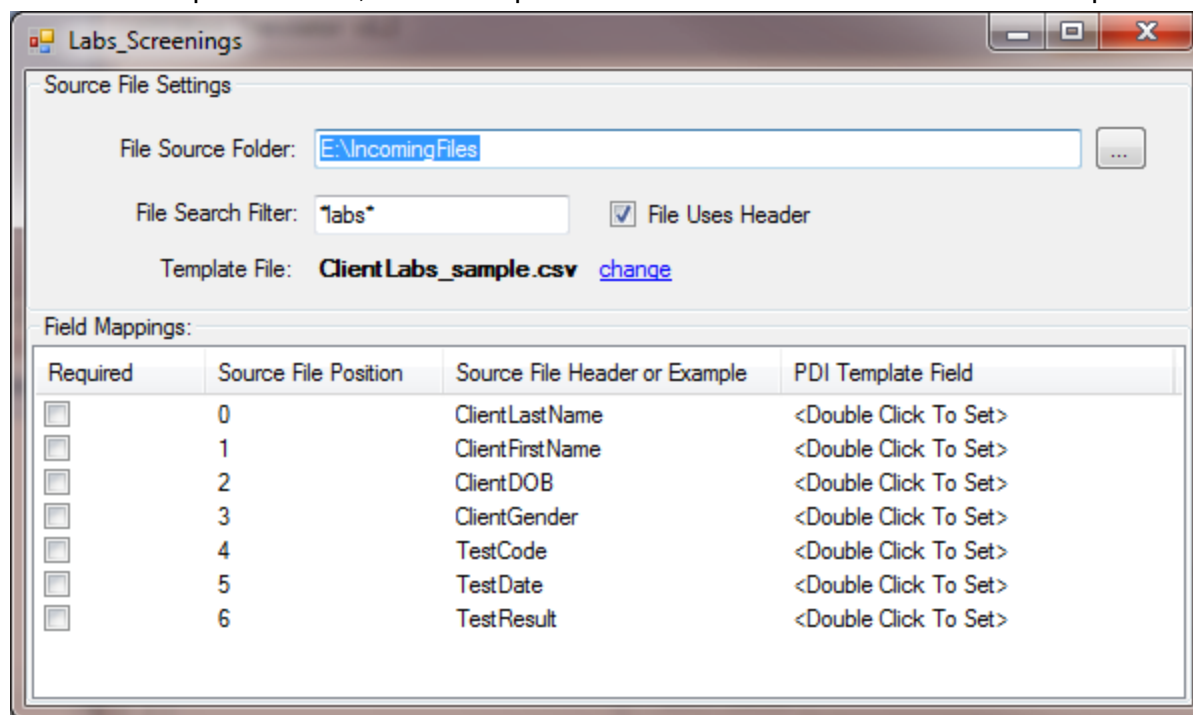 Labs_Screenings
Source File Settings
File Source Folder: E:\IncomingFiles ...
File Search Filter: *labs* File Uses Header
Template File: ClientLabs_sample.csv change
Field Mappings:
Required Source File Position Source File Header or Example PDI Template Field
0 ClientLastName <Double Click To Set>
1 ClientFirstName <Double Click To Set>
2 ClientDOB <Double Click To Set>
3 ClientGender <Double Click To Set>
4 TestCode <Double Click To Set>
5 TestDate <Double Click To Set>
6 TestResult <Double Click To Set>